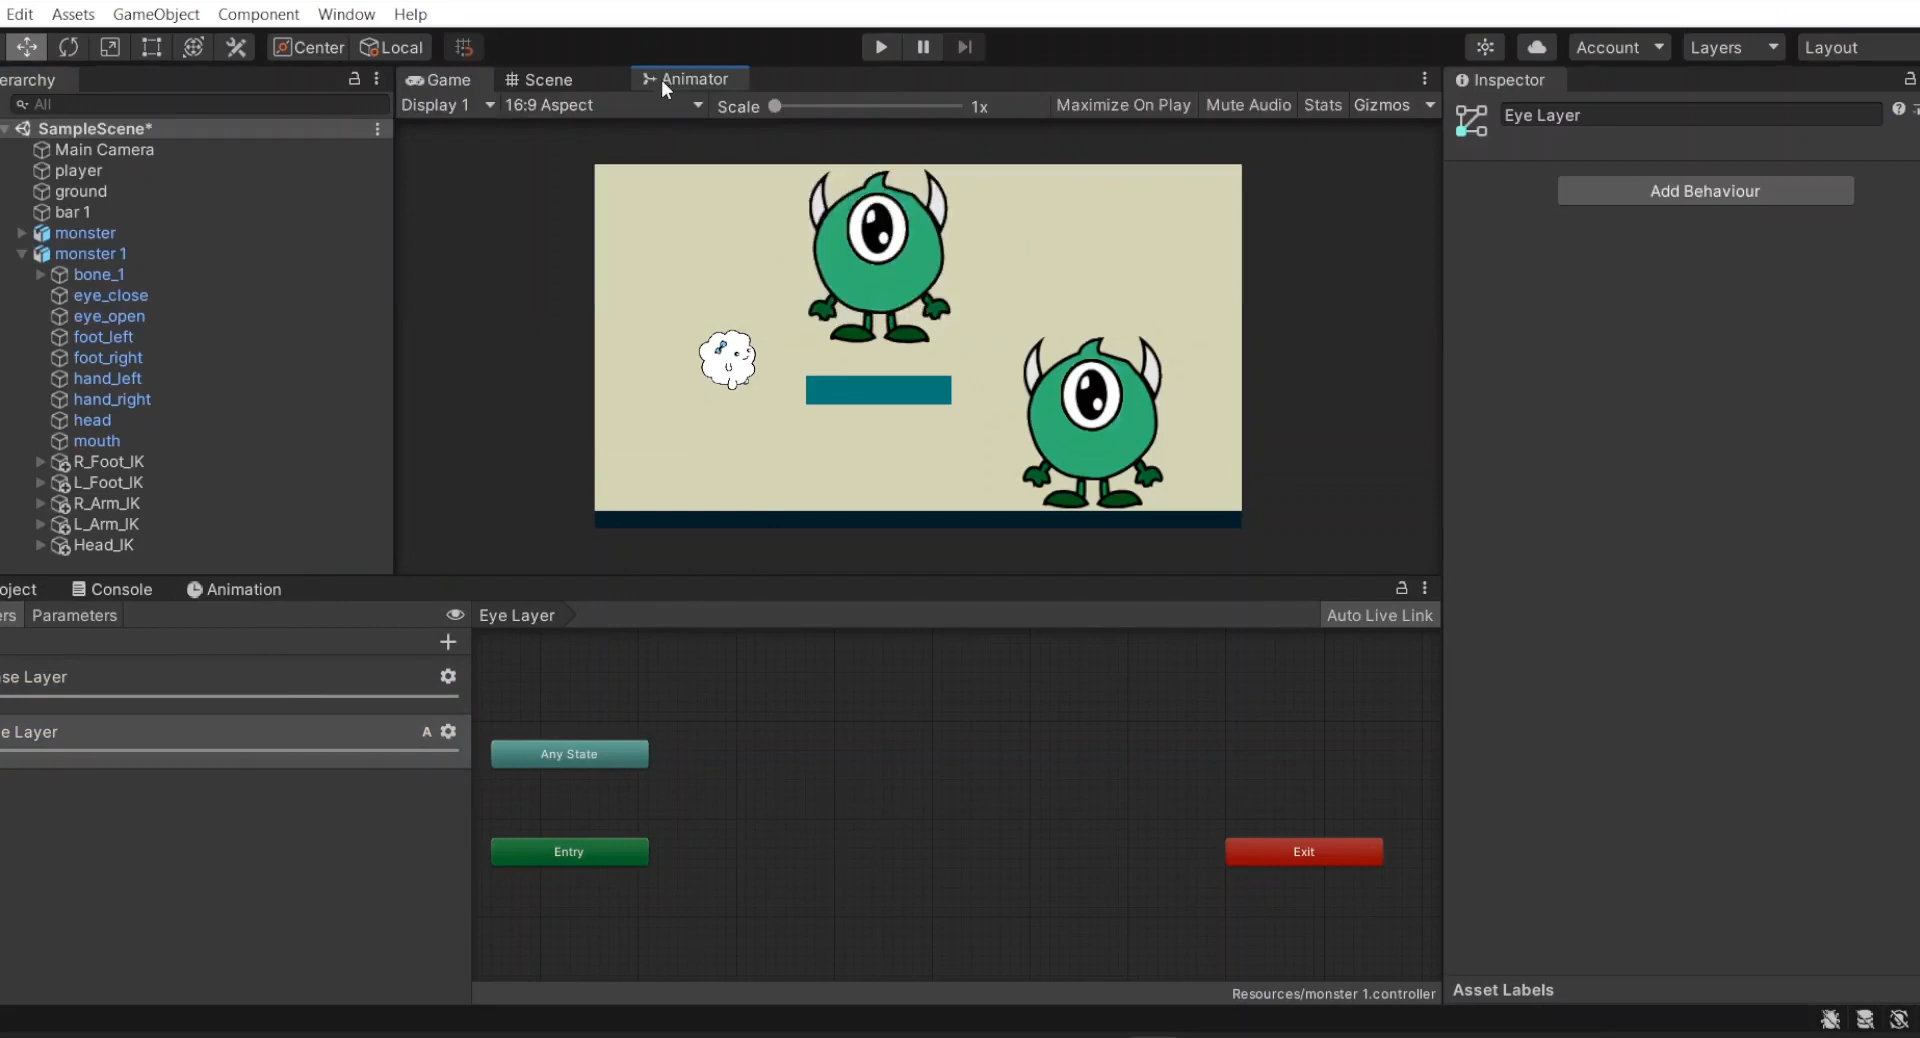 Edit Assets GameObject Component Window Help
Center Local Account Layers Layout
erarchy Game Scene Animator Inspector
All Display 1 16:9 Aspect Scale 1x Maximize On Play Mute Audio Stats Gizmos
Eye Layer
SampleScene*
Main Camera
player
ground
bar 1
monster
monster 1
bone_1
eye_close
eye_open
foot_left
foot_right
hand_left
hand_right
head
mouth
R_Foot_IK
L_Foot_IK
R_Arm_IK
L_Arm_IK
Head_IK
Add Behaviour
oject Console Animation
ers Parameters Eye Layer Auto Live Link
se Layer
e Layer A
Any State
Entry
Exit
Resources/monster 1.controller
Asset Labels